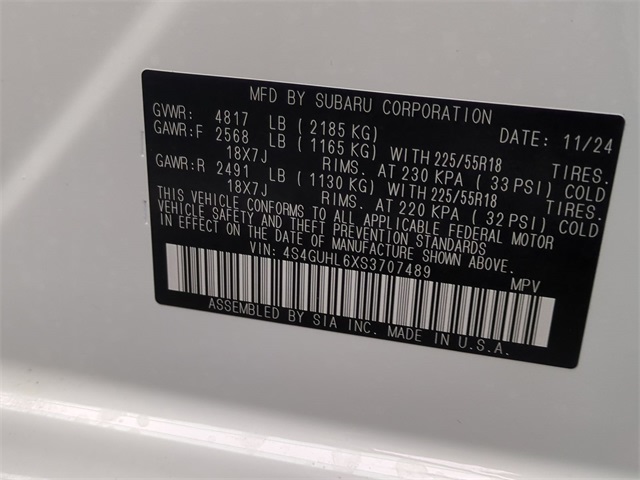 MFD BY SUBARU CORPORATION
GVWR: 4817 LB (2185 KG) DATE: 11/24
GAWR:F 2568 LB (1165 KG) WITH 225/55R18 TIRES.
18X7J RIMS. AT 230 KPA (33 PSI) COLD
GAWR:R 2491 LB (1130 KG) WITH 225/55R18 TIRES.
18X7J RIMS. AT 220 KPA (32 PSI) COLD
THIS VEHICLE CONFORMS TO ALL APPLICABLE FEDERAL MOTOR
VEHICLE SAFETY AND THEFT PREVENTION STANDARDS
IN EFFECT ON THE DATE OF MANUFACTURE SHOWN ABOVE.
VIN: 4S4GUHL6XS3707489 MPV
ASSEMBLED BY SIA INC. MADE IN U.S.A.